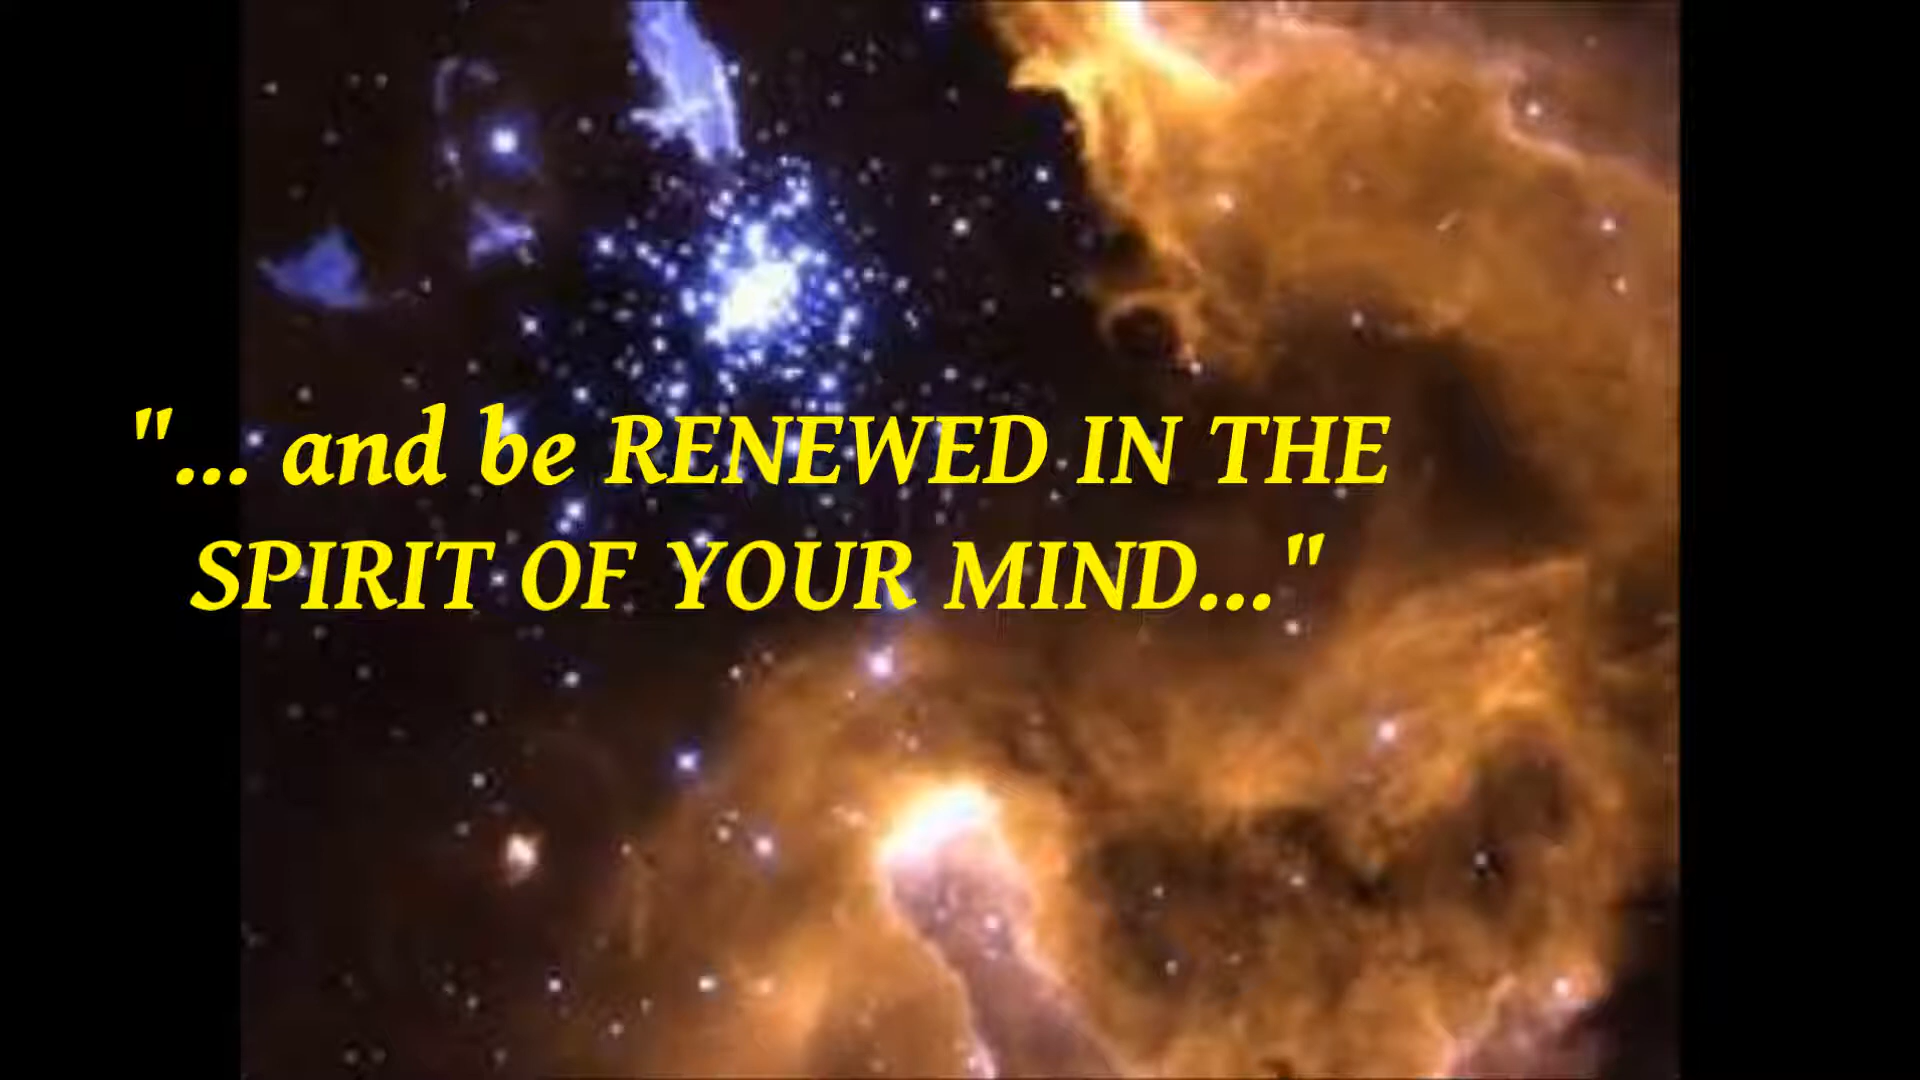 "... and be RENEWED IN THE
SPIRIT OF YOUR MIND..."